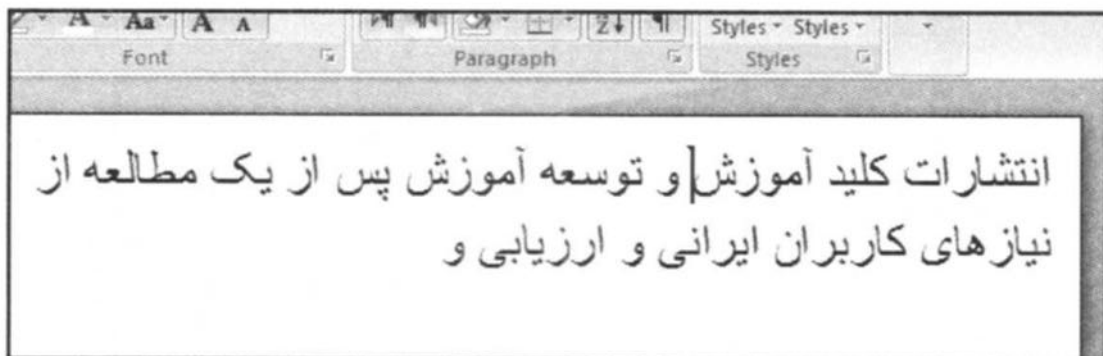 Aa A A Styles Styles
Font Paragraph Styles
انتشارات کلید آموزش و توسعه آموزش پس از یک مطالعه از
نیازهای کاربران ایرانی و ارزیابی و